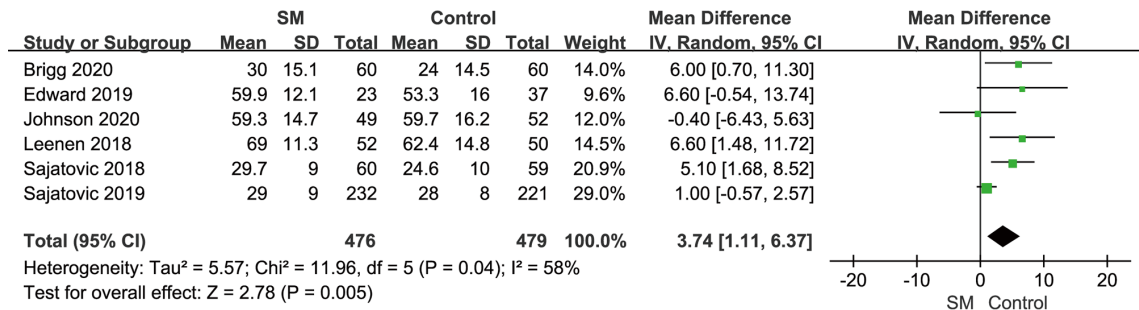 SM Control Mean Difference Mean Difference
Study or Subgroup Mean SD Total Mean SD Total Weight IV, Random, 95% CI IV, Random, 95% CI
Brigg 2020 30 15.1 60 24 14.5 60 14.0% 6.00 [0.70, 11.30]
Edward 2019 59.9 12.1 23 53.3 16 37 9.6% 6.60 [-0.54, 13.74]
Johnson 2020 59.3 14.7 49 59.7 16.2 52 12.0% -0.40 [-6.43, 5.63]
Leenen 2018 69 11.3 52 62.4 14.8 50 14.5% 6.60 [1.48, 11.72]
Sajatovic 2018 29.7 9 60 24.6 10 59 20.9% 5.10 [1.68, 8.52]
Sajatovic 2019 29 9 232 28 8 221 29.0% 1.00 [-0.57, 2.57]
Total (95% CI) 476 479 100.0% 3.74 [1.11, 6.37]
Heterogeneity: Tau² = 5.57; Chi² = 11.96, df = 5 (P = 0.04); I² = 58%
Test for overall effect: Z = 2.78 (P = 0.005)
-20 -10 0 10 20
SM Control